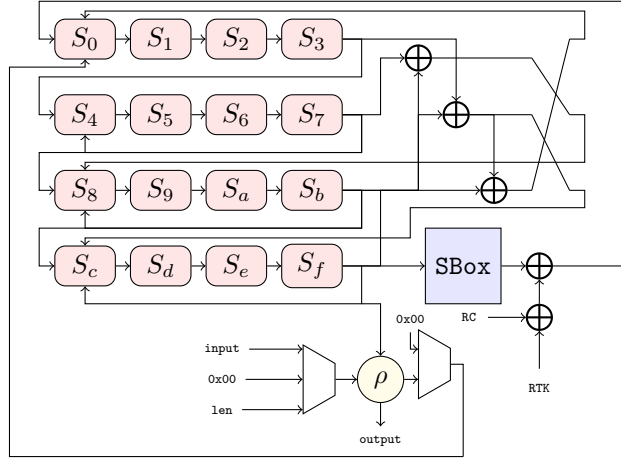 S0 S1 S2 S3
S4 S5 S6 S7
S8 S9 Sa Sb
Sc Sd Se Sf
SBox
RC
0x00
input
0x00
ρ
RTK
len
output